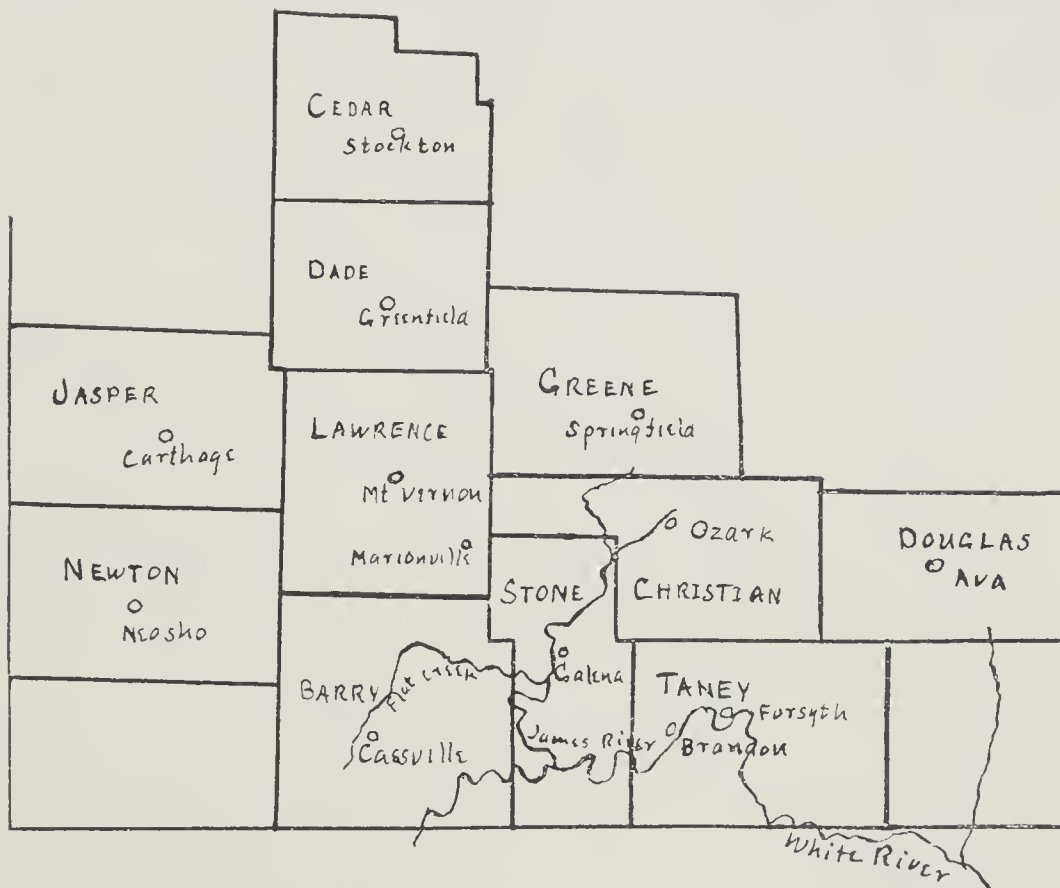 CEDAR
Stockton
DADE
Greenfield
JASPER
Carthage
GREENE
Springfield
LAWRENCE
Mt Vernon
Marionville
NEWTON
Neosho
Ozark
CHRISTIAN
DOUGLAS
AVA
STONE
Galena
BARRY
Flat Creek
Cassville
TANEY
Forsyth
Brandon
James River
White River